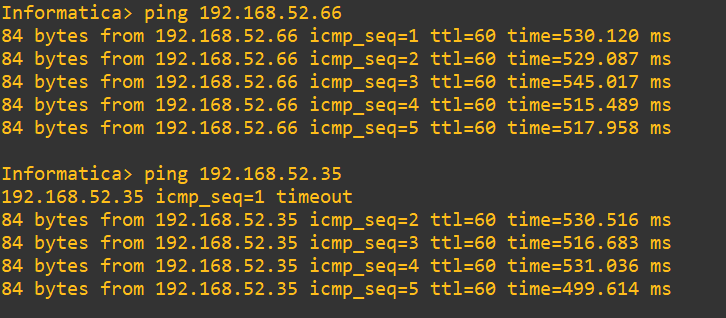 Informatica> ping 192.168.52.66
84 bytes from 192.168.52.66 icmp_seq=1 ttl=60 time=530.120 ms
84 bytes from 192.168.52.66 icmp_seq=2 ttl=60 time=529.087 ms
84 bytes from 192.168.52.66 icmp_seq=3 ttl=60 time=545.017 ms
84 bytes from 192.168.52.66 icmp_seq=4 ttl=60 time=515.489 ms
84 bytes from 192.168.52.66 icmp_seq=5 ttl=60 time=517.958 ms
Informatica> ping 192.168.52.35
192.168.52.35 icmp_seq=1 timeout
84 bytes from 192.168.52.35 icmp_seq=2 ttl=60 time=530.516 ms
84 bytes from 192.168.52.35 icmp_seq=3 ttl=60 time=516.683 ms
84 bytes from 192.168.52.35 icmp_seq=4 ttl=60 time=531.036 ms
84 bytes from 192.168.52.35 icmp_seq=5 ttl=60 time=499.614 ms